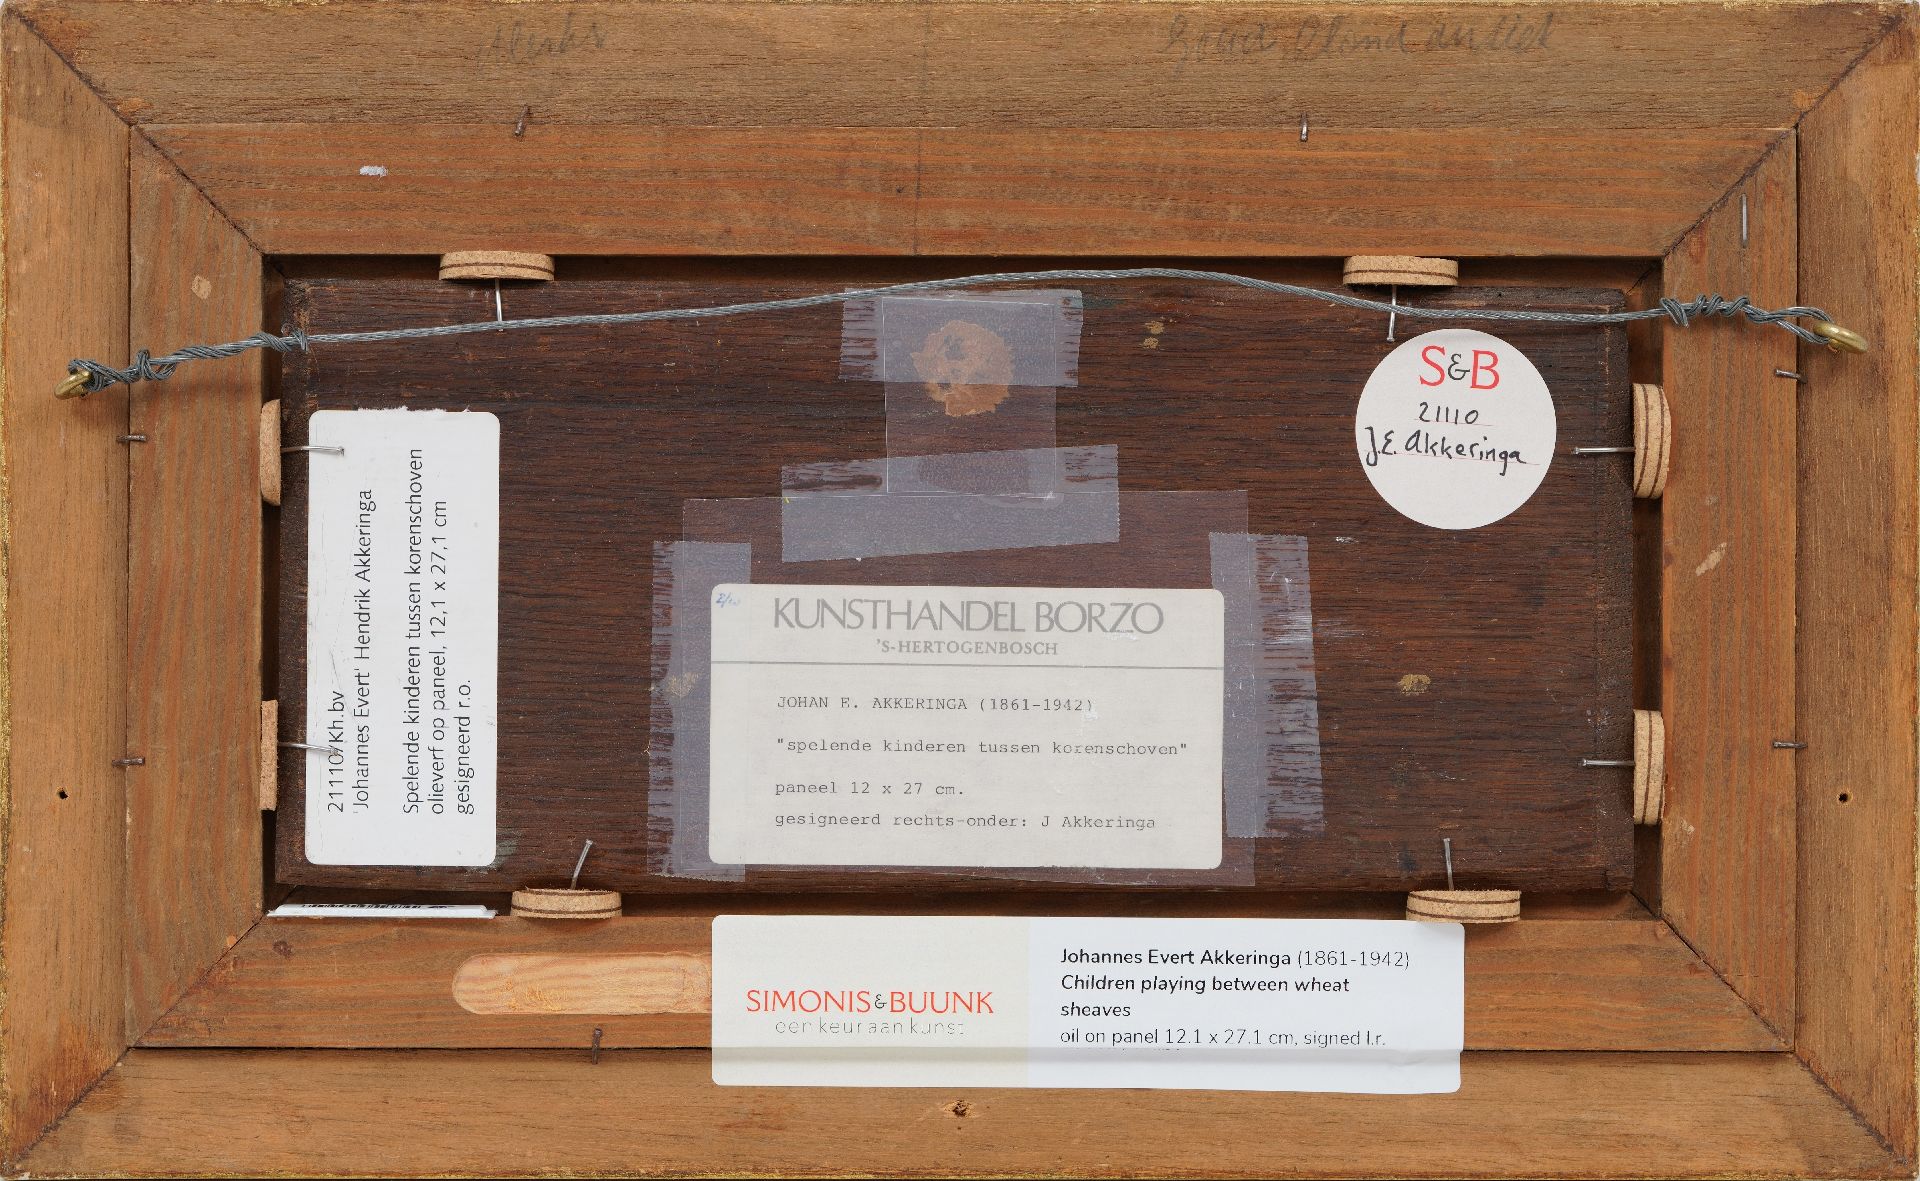 S&B
21110
J.E. Akkeringa
21110/Kh.bv
'Johannes Evert' Hendrik Akkeringa
Spelende kinderen tussen korenschoven
olieverf op paneel, 12,1 x 27,1 cm
gesigneerd r.o.
KUNSTHANDEL BORZO
'S-HERTOGENBOSCH
JOHAN E. AKKERINGA (1861-1942)
"spelende kinderen tussen korenschoven"
paneel 12 x 27 cm.
gesigneerd rechts-onder: J Akkeringa
SIMONIS&BUUNK
een keur aan kunst
Johannes Evert Akkeringa (1861-1942)
Children playing between wheat
sheaves
oil on panel 12.1 x 27.1 cm, signed l.r.